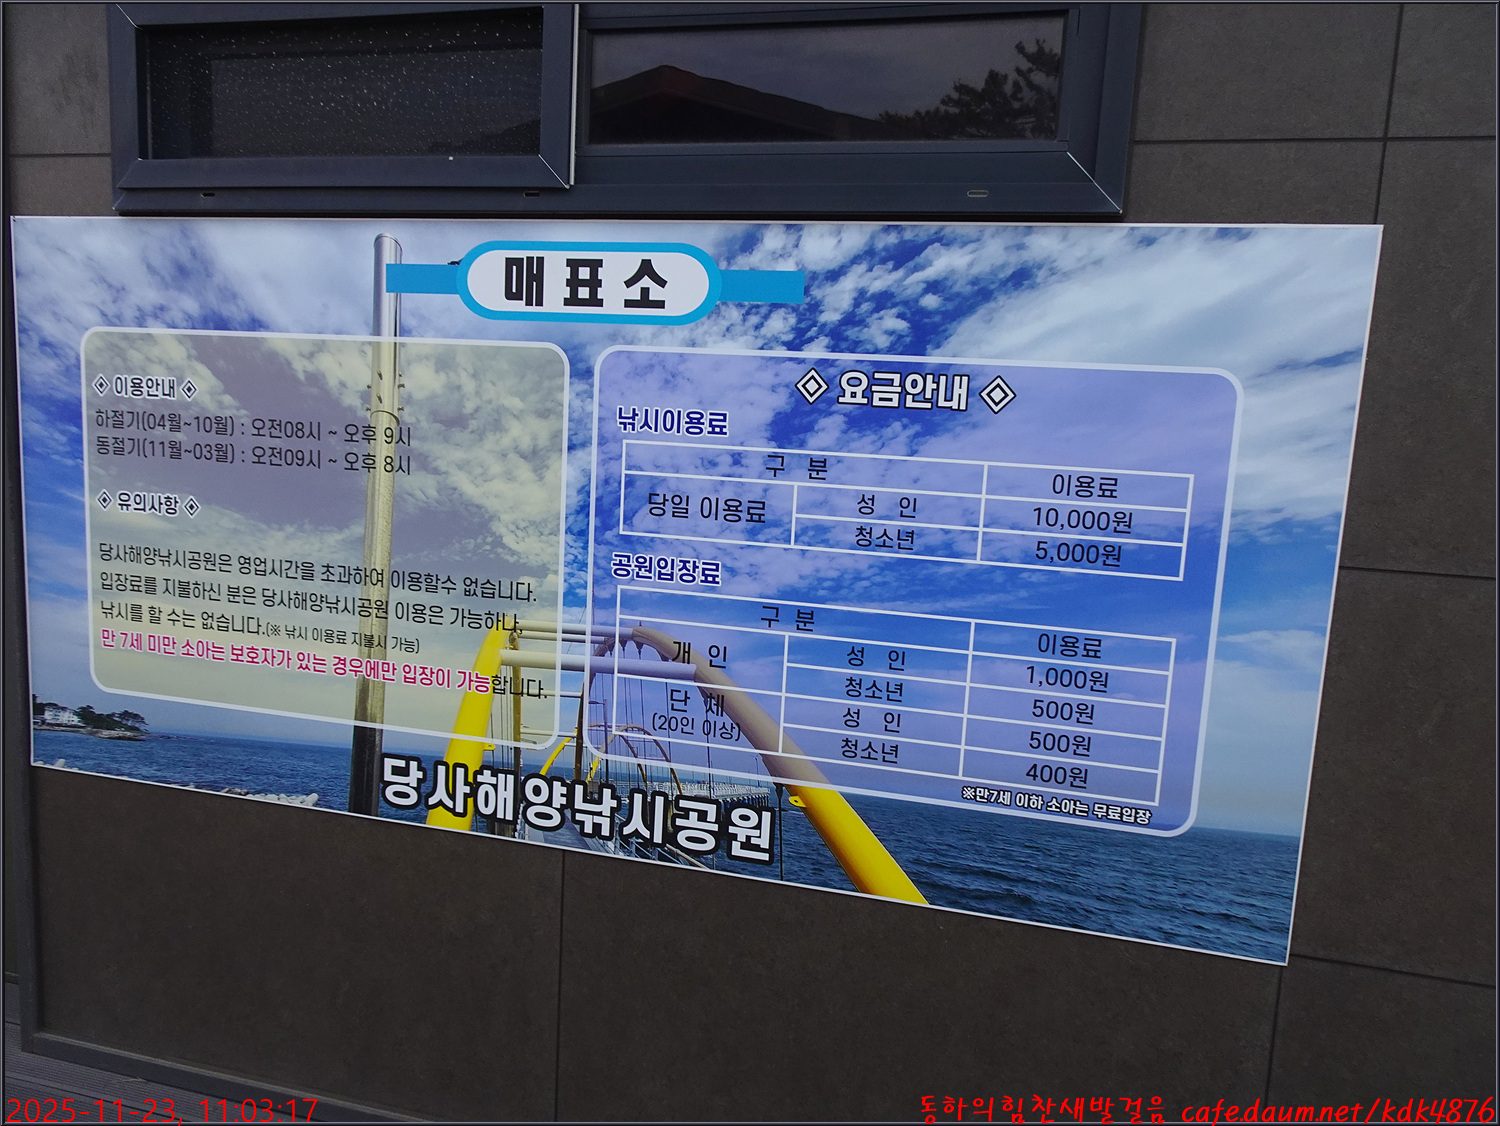 매표소
◈ 이용안내 ◈
하절기(04월~10월) : 오전08시 ~ 오후 9시
동절기(11월~03월) : 오전09시 ~ 오후 8시
◈ 유의사항 ◈
당사해양낚시공원은 영업시간을 초과하여 이용할수 없습니다.
입장료를 지불하신 분은 당사해양낚시공원 이용은 가능하나,
낚시를 할 수는 없습니다.(※ 낚시 이용료 지불시 가능)
만 7세 미만 소아는 보호자가 있는 경우에만 입장이 가능합니다.
◈ 요금안내 ◈
낚시이용료
구 분 이용료
당일 이용료 성 인 10,000원
청소년 5,000원
공원입장료
구 분 이용료
개 인 성 인 1,000원
청소년 500원
단 체 (20인 이상) 성 인 500원
청소년 400원
※만7세 이하 소아는 무료입장
당사해양낚시공원
2025-11-23, 11:03:17
동하의힘찬새발걸음 cafe.daum.net/kdk4876